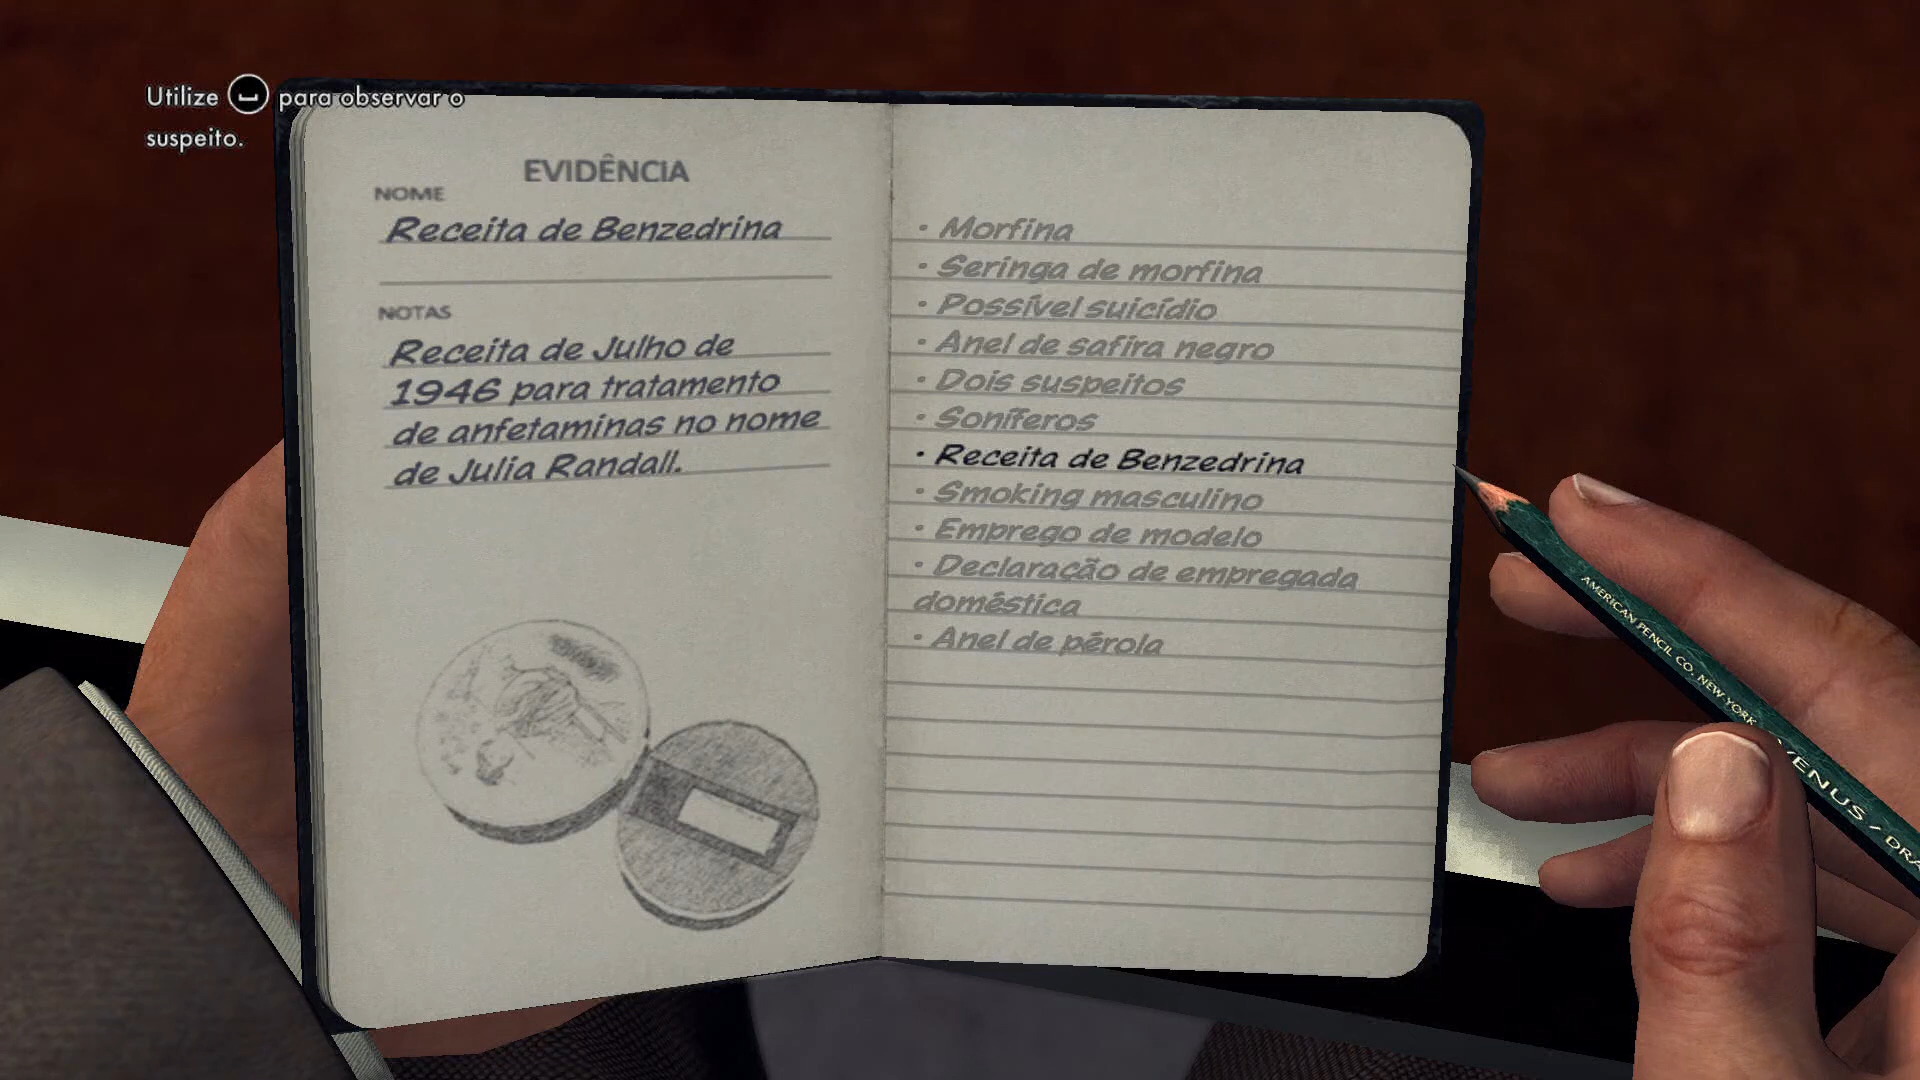 Utilize para observar o
suspeito.
EVIDÊNCIA
NOME
Receita de Benzedrina
NOTAS
Receita de Julho de
1946 para tratamento
de anfetaminas no nome
de Julia Randall.
• Morfina
• Seringa de morfina
• Possível suicídio
• Anel de safira negro
• Dois suspeitos
• Soníferos
• Receita de Benzedrina
• Smoking masculino
• Emprego de modelo
• Declaração de empregada
doméstica
• Anel de pérola
AMERICAN PENCIL CO. NEW-YORK VENUS / DRA